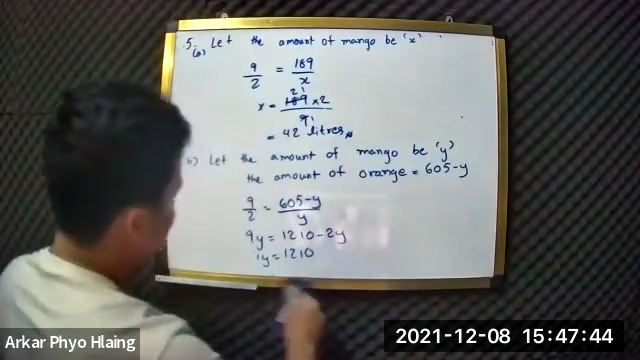 5.(a) Let the amount of mango be 'x'
9/2 = 189/x
x = 189 × 2 / 9 21 1
= 42 litres
b) Let the amount of mango be 'y'
the amount of orange = 605-y
9/2 = 605-y/y
9y = 1210-2y
y = 1210
Arkar Phyo Hlaing
2021-12-08 15:47:44